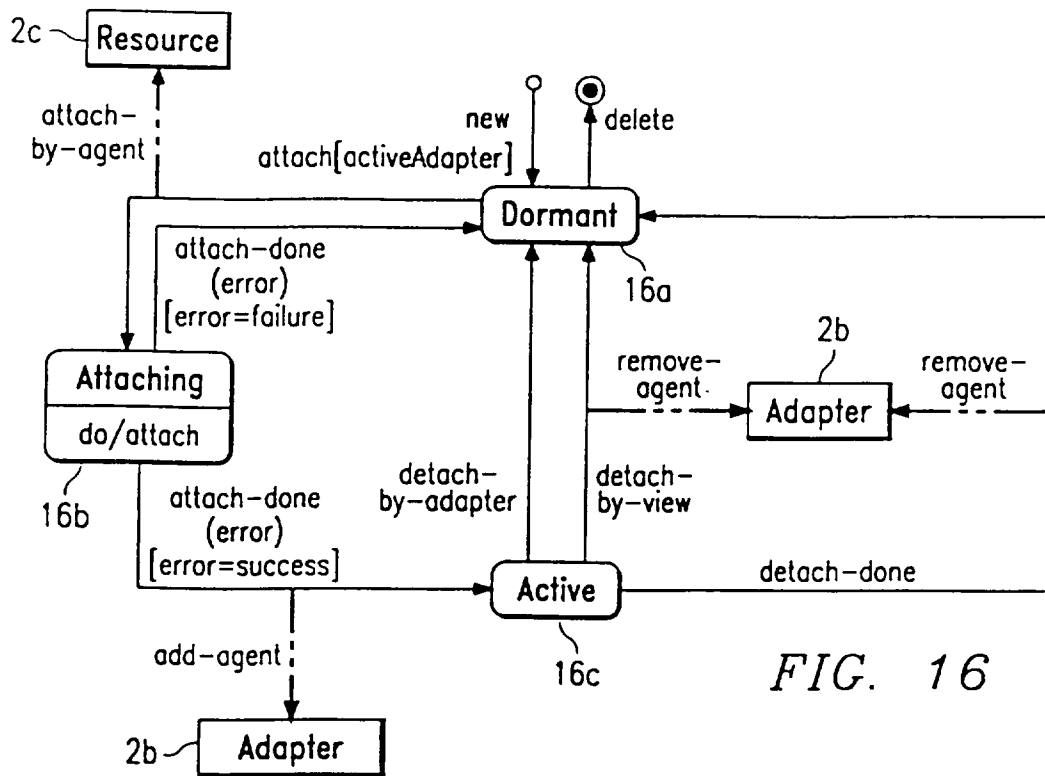 2c
Resource
attach-
by-agent
new
delete
attach[activeAdapter]
Dormant
16a
attach-done
(error)
[error=failure]
Attaching
do/attach
16b
2b
remove-
agent
Adapter
remove-
agent
detach-
by-adapter
detach-
by-view
attach-done
(error)
[error=success]
Active
16c
detach-done
add-agent
2b
Adapter
FIG. 16